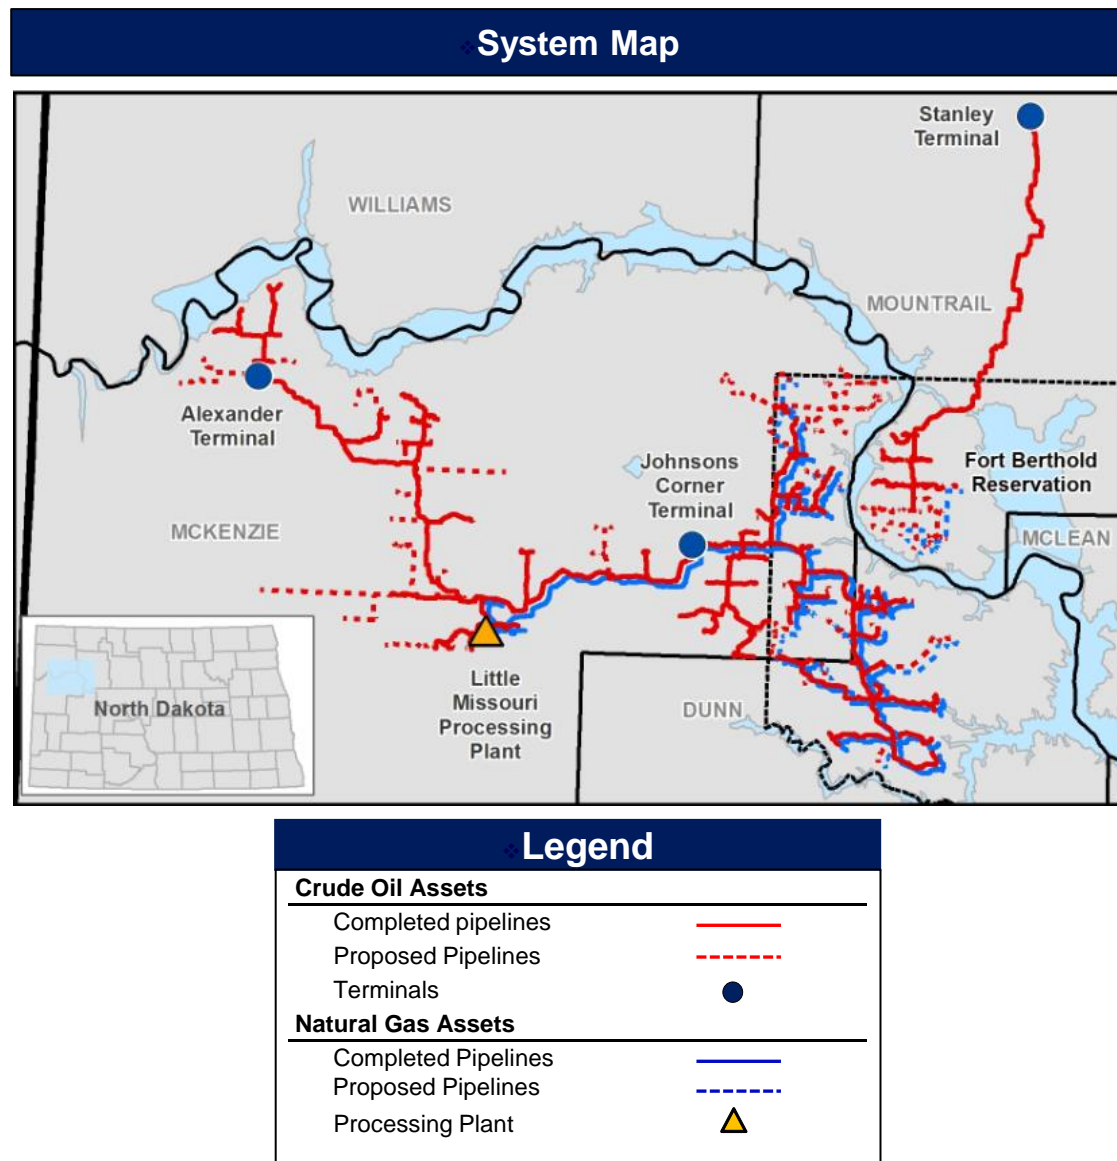 ❖System Map
Stanley
Terminal
WILLIAMS
MOUNTRAIL
Alexander
Terminal
Johnsons
Corner
Terminal
Fort Berthold
Reservation
MCKENZIE
MCLEAN
Little
Missouri
Processing
Plant
DUNN
North Dakota
❖Legend
Crude Oil Assets
Completed pipelines
Proposed Pipelines
Terminals
Natural Gas Assets
Completed Pipelines
Proposed Pipelines
Processing Plant